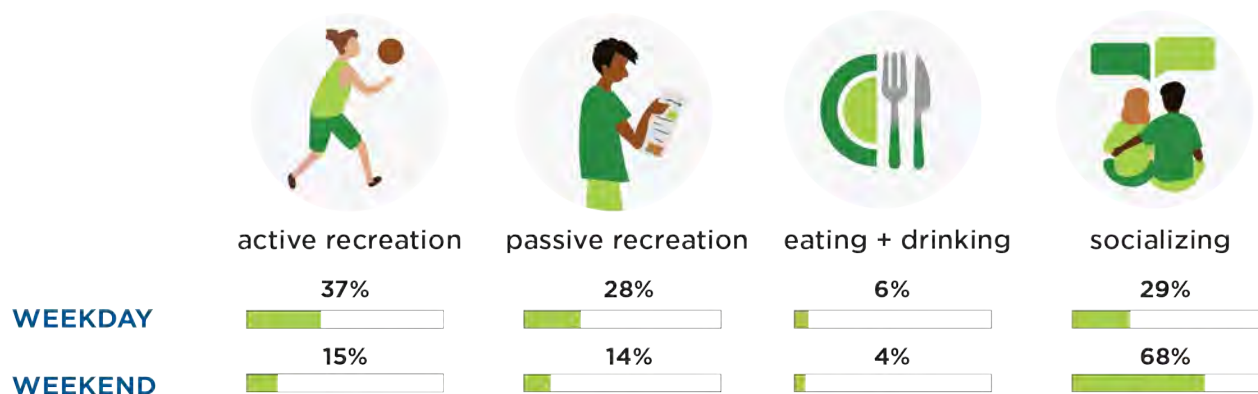 active recreation passive recreation eating + drinking socializing
37% 28% 6% 29%
WEEKDAY
15% 14% 4% 68%
WEEKEND